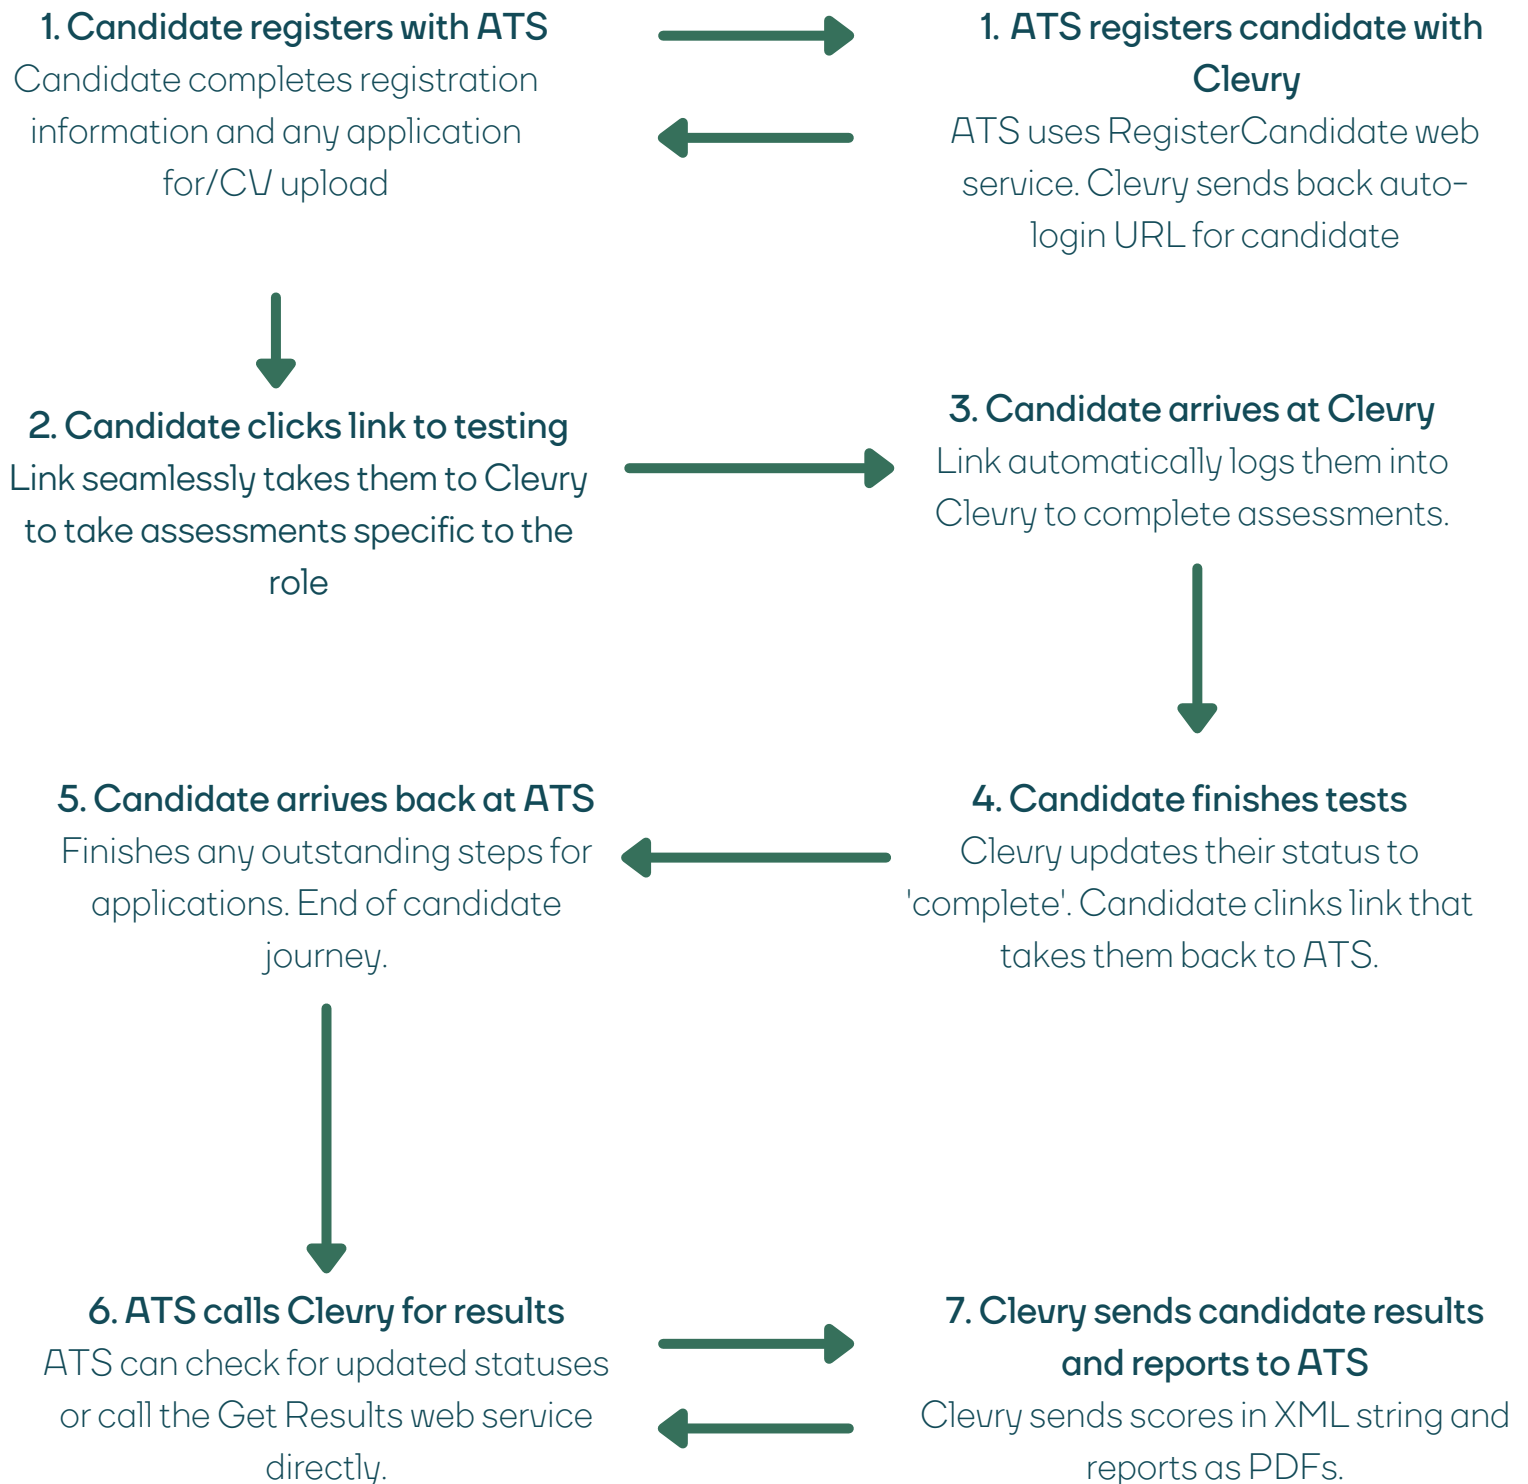 1. Candidate registers with ATS
Candidate completes registration
information and any application
for/CV upload
1. ATS registers candidate with
Clevry
ATS uses RegisterCandidate web
service. Clevry sends back auto-
login URL for candidate
2. Candidate clicks link to testing
Link seamlessly takes them to Clevry
to take assessments specific to the
role
3. Candidate arrives at Clevry
Link automatically logs them into
Clevry to complete assessments.
4. Candidate finishes tests
Clevry updates their status to
'complete'. Candidate clinks link that
takes them back to ATS.
5. Candidate arrives back at ATS
Finishes any outstanding steps for
applications. End of candidate
journey.
6. ATS calls Clevry for results
ATS can check for updated statuses
or call the Get Results web service
directly.
7. Clevry sends candidate results
and reports to ATS
Clevry sends scores in XML string and
reports as PDFs.